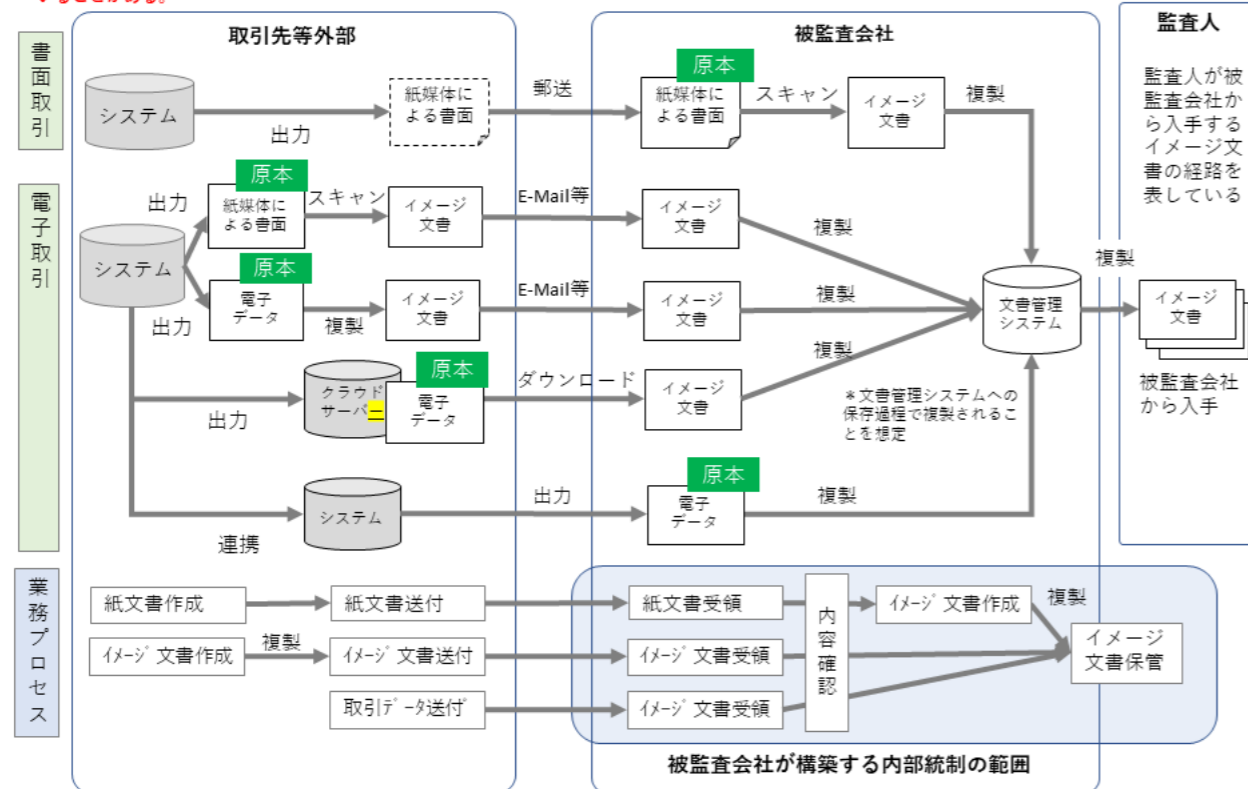 いることがある。
取引先等外部
被監査会社
監査人
書面取引
システム
出力
紙媒体に
よる書面
郵送
原本
紙媒体に
よる書面
スキャン
イメージ
文書
複製
監査人が被
監査会社か
ら入手する
イメージ文
書の経路を
表している
電子取引
システム
出力
原本
紙媒体に
よる書面
スキャン
イメージ
文書
E-Mail等
イメージ
文書
複製
出力
原本
電子
データ
複製
イメージ
文書
E-Mail等
イメージ
文書
複製
文書管理
システム
複製
イメージ
文書
被監査会社
から入手
出力
クラウド
サーバー
原本
電子
データ
ダウンロード
イメージ
文書
複製
＊文書管理システムへの
保存過程で複製されるこ
とを想定
連携
システム
出力
原本
電子
データ
複製
業務プロセス
紙文書作成
紙文書送付
紙文書受領
内容確認
ｲﾒｰｼﾞ文書作成
複製
イメージ
文書保管
ｲﾒｰｼﾞ文書作成
複製
ｲﾒｰｼﾞ文書送付
ｲﾒｰｼﾞ文書受領
取引ﾃﾞｰﾀ送付
ｲﾒｰｼﾞ文書受領
被監査会社が構築する内部統制の範囲